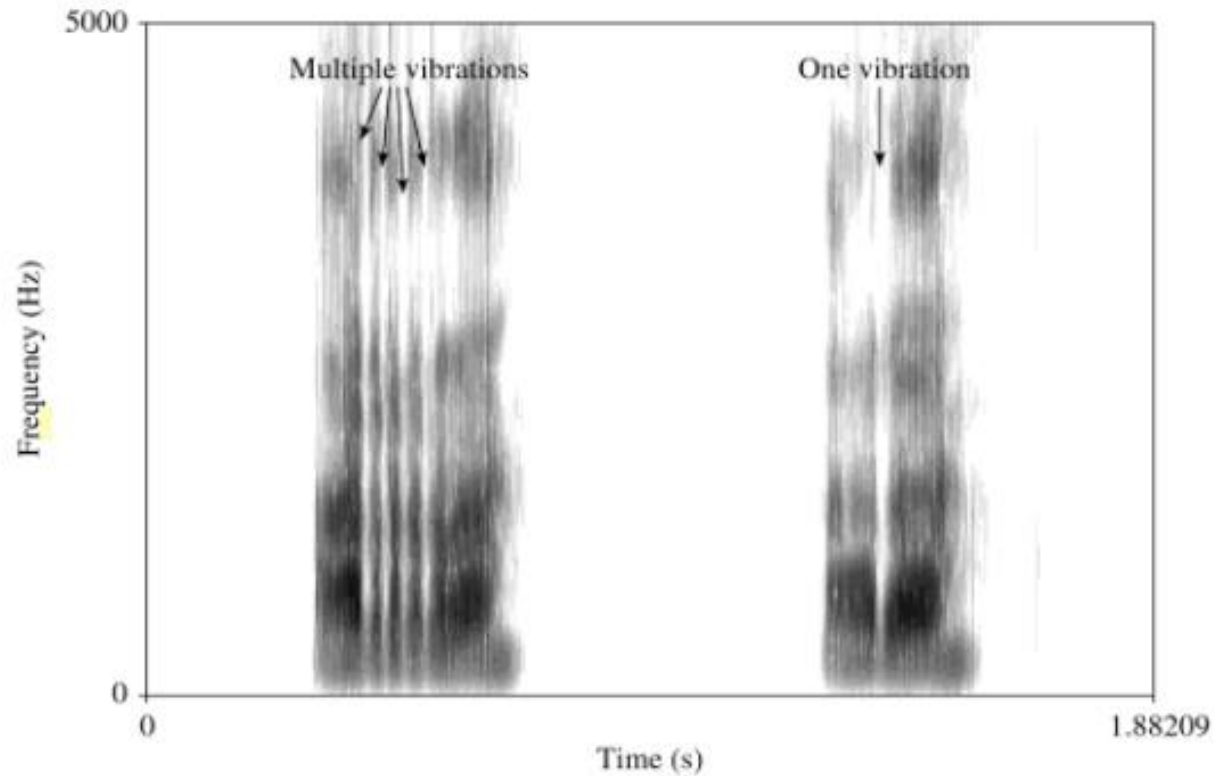 5000
Multiple vibrations
One vibration
Frequency (Hz)
0
0
1.88209
Time (s)